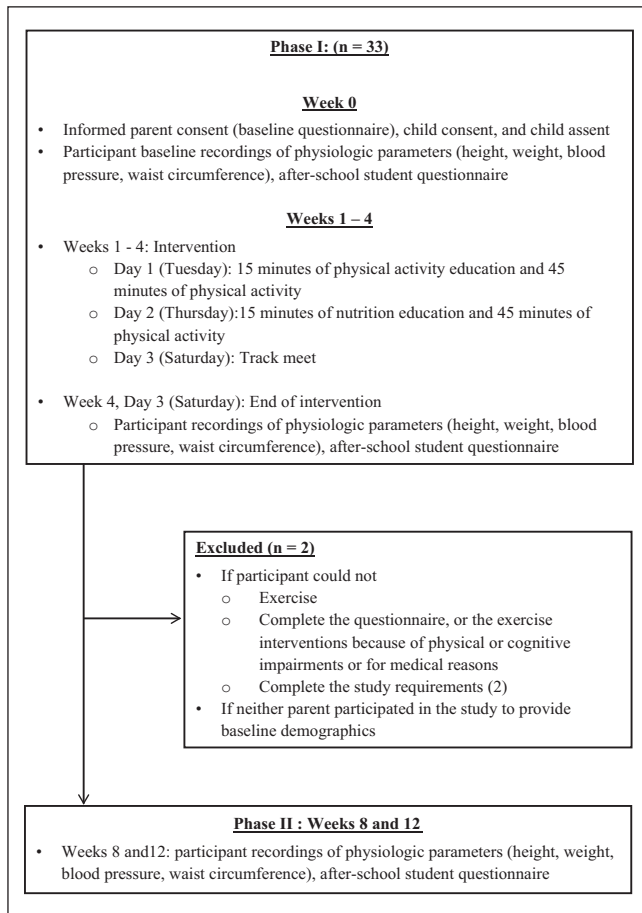 Phase I: (n = 33)
Week 0
• Informed parent consent (baseline questionnaire), child consent, and child assent
• Participant baseline recordings of physiologic parameters (height, weight, blood
pressure, waist circumference), after-school student questionnaire
Weeks 1 – 4
• Weeks 1 - 4: Intervention
o Day 1 (Tuesday): 15 minutes of physical activity education and 45
minutes of physical activity
o Day 2 (Thursday):15 minutes of nutrition education and 45 minutes of
physical activity
o Day 3 (Saturday): Track meet
• Week 4, Day 3 (Saturday): End of intervention
o Participant recordings of physiologic parameters (height, weight, blood
pressure, waist circumference), after-school student questionnaire
Excluded (n = 2)
• If participant could not
o Exercise
o Complete the questionnaire, or the exercise
interventions because of physical or cognitive
impairments or for medical reasons
o Complete the study requirements (2)
• If neither parent participated in the study to provide
baseline demographics
Phase II : Weeks 8 and 12
• Weeks 8 and12: participant recordings of physiologic parameters (height, weight,
blood pressure, waist circumference), after-school student questionnaire